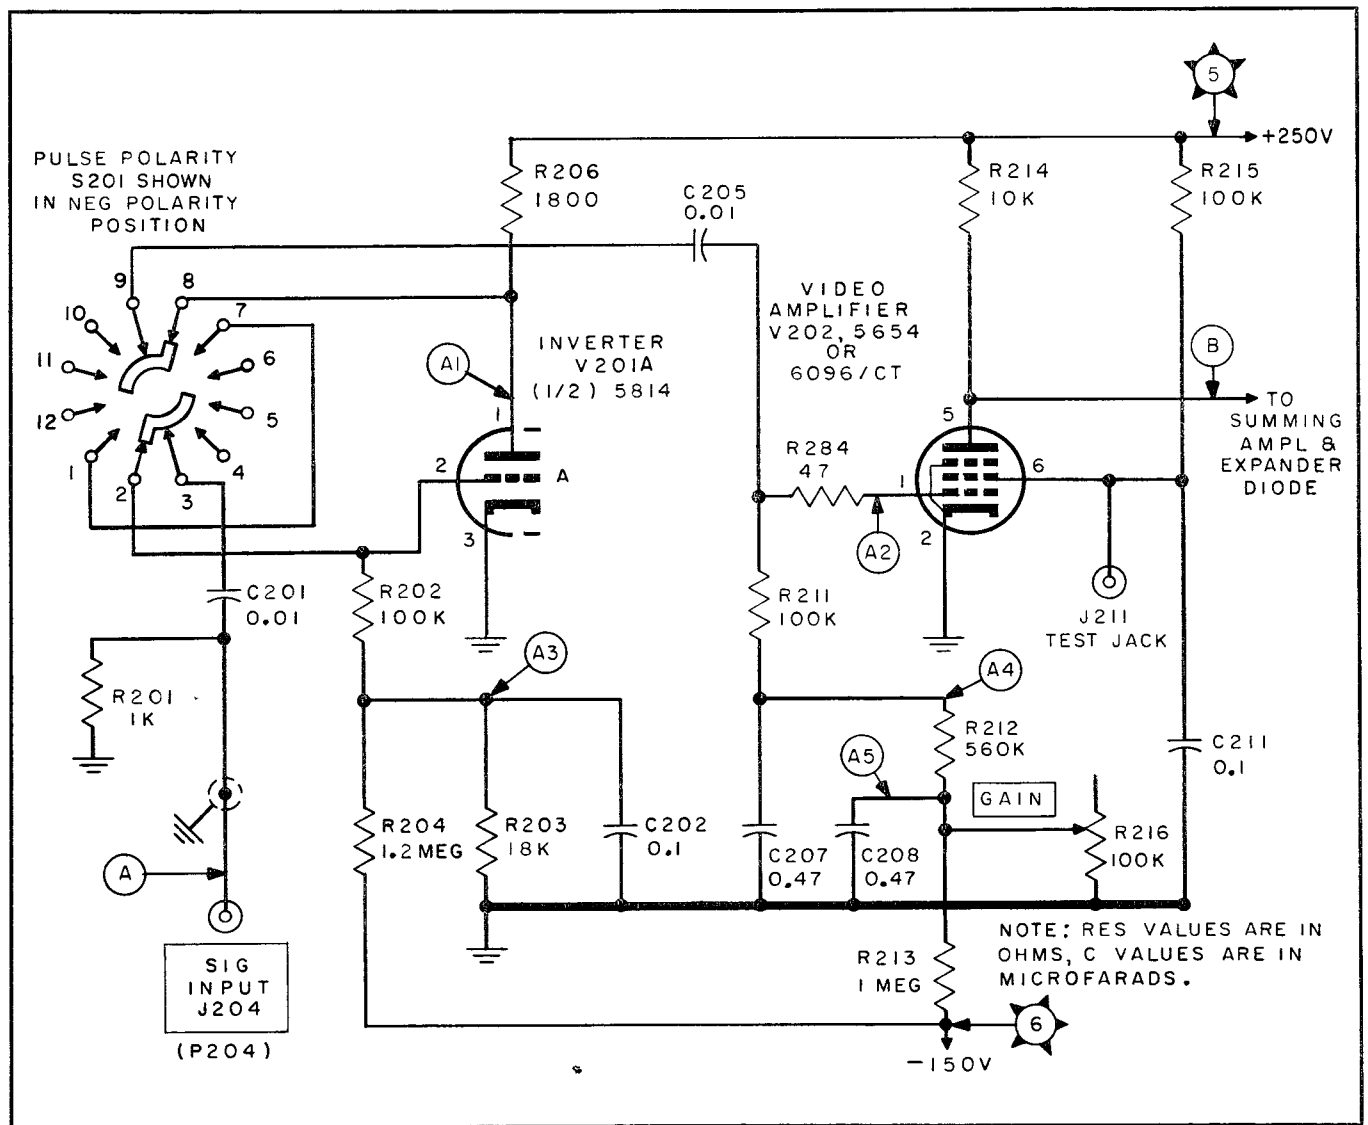 5
+250V
PULSE POLARITY
S201 SHOWN
IN NEG POLARITY
POSITION
R206
1800
C205
0.01
R214
10K
R215
100K
9
8
10
7
11
6
12
5
1
2
3
4
VIDEO
AMPLIFIER
V202, 5654
OR
6096/CT
INVERTER
V201A
(1/2) 5814
A1
B
TO
SUMMING
AMPL &
EXPANDER
DIODE
1
2
A
3
R284
47
5
1
6
2
A2
C201
0.01
R202
100K
R211
100K
J211
TEST JACK
A3
A4
R201
1K
R212
560K
C211
0.1
A5
GAIN
R204
1.2 MEG
R203
18K
C202
0.1
C207
0.47
C208
0.47
R216
100K
A
SIG
INPUT
J204
(P204)
R213
1 MEG
NOTE: RES VALUES ARE IN
OHMS, C VALUES ARE IN
MICROFARADS.
6
-150V